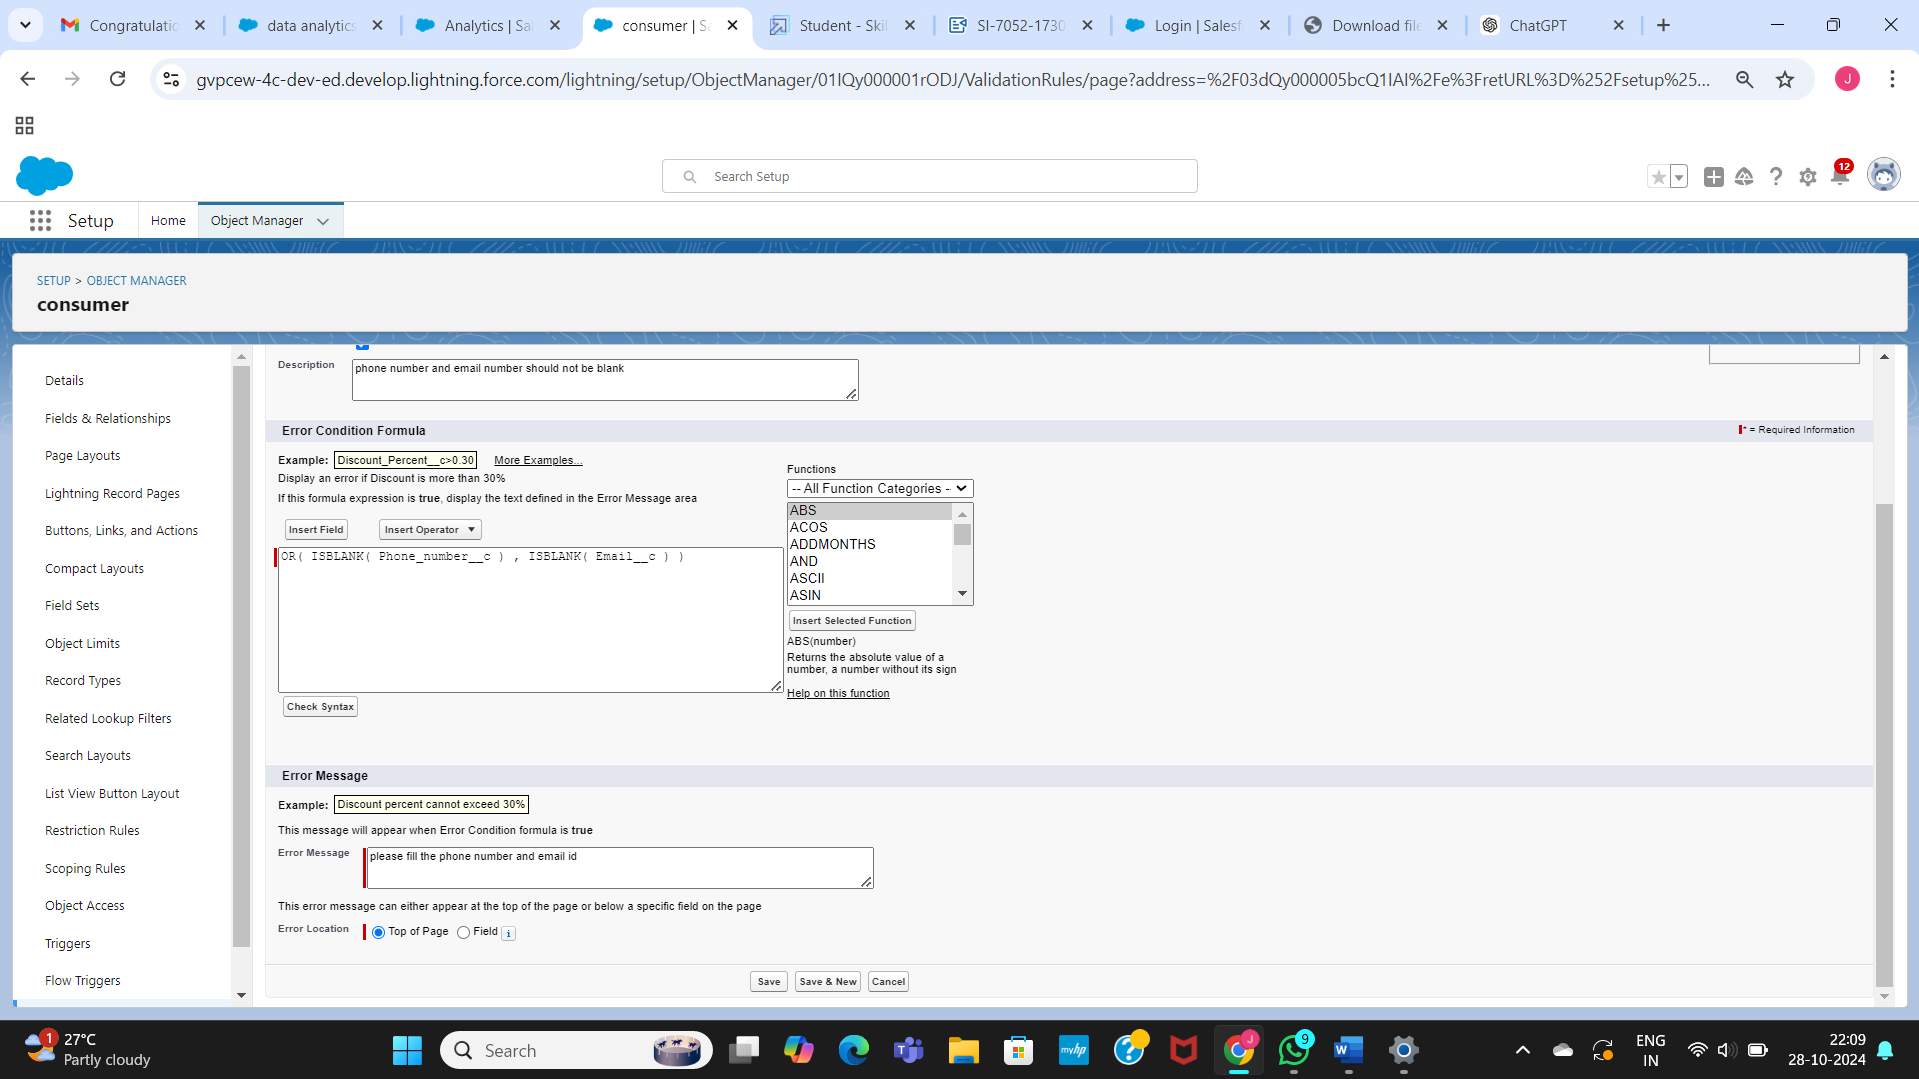 Congratulatic
data analytics
Analytics | Sal
consumer | Sa
Student - Skil
SI-7052-1730
Login | Salesf
Download file
ChatGPT
gvpcew-4c-dev-ed.develop.lightning.force.com/lightning/setup/ObjectManager/01IQy000001rODJ/ValidationRules/page?address=%2F03dQy000005bcQ1IAI%2Fe%3FretURL%3D%252Fsetup%25...
J
Search Setup
12
Setup
Home
Object Manager
SETUP > OBJECT MANAGER
consumer
Details
Fields & Relationships
Page Layouts
Lightning Record Pages
Buttons, Links, and Actions
Compact Layouts
Field Sets
Object Limits
Record Types
Related Lookup Filters
Search Layouts
List View Button Layout
Restriction Rules
Scoping Rules
Object Access
Triggers
Flow Triggers
Description
phone number and email number should not be blank
Error Condition Formula
* = Required Information
Example: Discount_Percent__c>0.30 More Examples...
Display an error if Discount is more than 30%
If this formula expression is true, display the text defined in the Error Message area
Insert Field
Insert Operator
OR( ISBLANK( Phone_number__c ) , ISBLANK( Email__c ) )
Check Syntax
Functions
-- All Function Categories --
ABS
ACOS
ADDMONTHS
AND
ASCII
ASIN
Insert Selected Function
ABS(number)
Returns the absolute value of a
number, a number without its sign
Help on this function
Error Message
Example: Discount percent cannot exceed 30%
This message will appear when Error Condition formula is true
Error Message
please fill the phone number and email id
This error message can either appear at the top of the page or below a specific field on the page
Error Location
Top of Page
Field
i
Save
Save & New
Cancel
1
27°C
Partly cloudy
Search
myhp
J
9
ENG
IN
22:09
28-10-2024